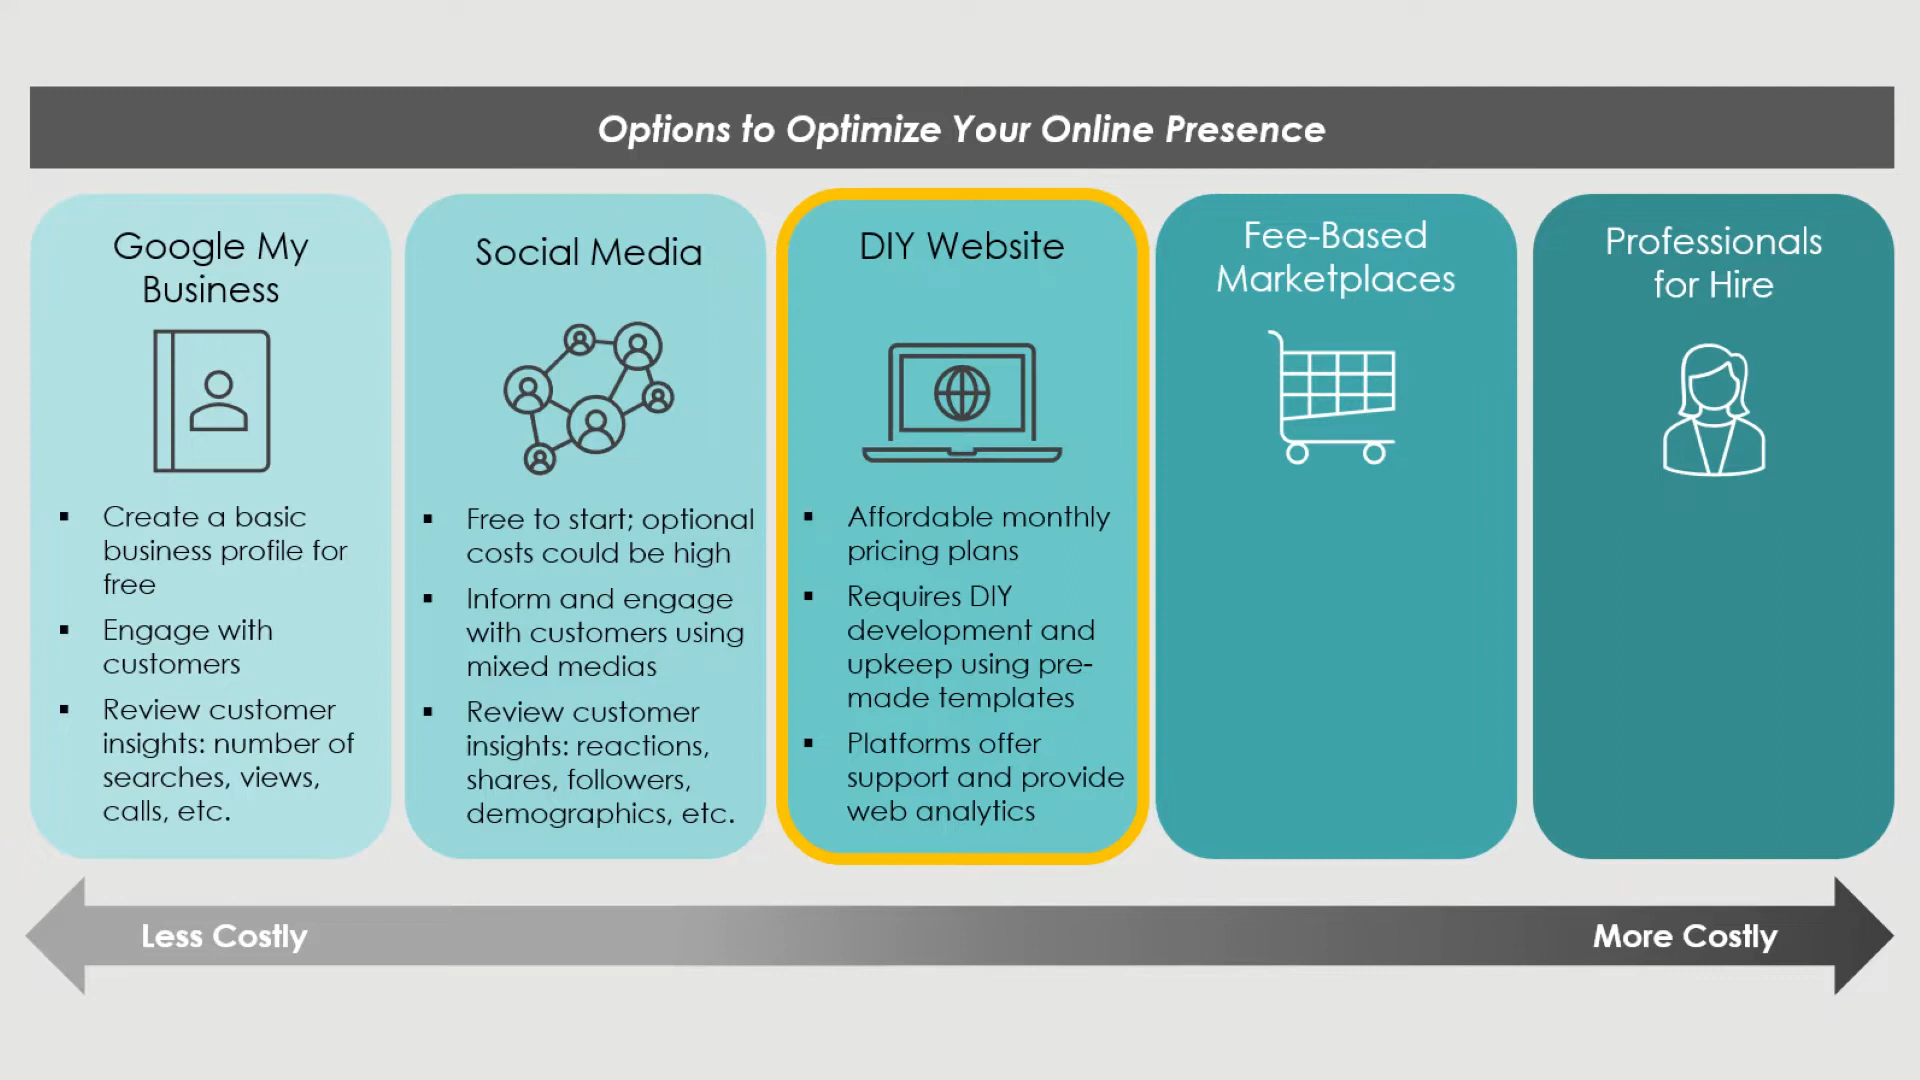 Options to Optimize Your Online Presence
Google My
Business
▪ Create a basic
business profile for
free
▪ Engage with
customers
▪ Review customer
insights: number of
searches, views,
calls, etc.
Social Media
▪ Free to start; optional
costs could be high
▪ Inform and engage
with customers using
mixed medias
▪ Review customer
insights: reactions,
shares, followers,
demographics, etc.
DIY Website
▪ Affordable monthly
pricing plans
▪ Requires DIY
development and
upkeep using pre-
made templates
▪ Platforms offer
support and provide
web analytics
Fee-Based
Marketplaces
Professionals
for Hire
Less Costly
More Costly